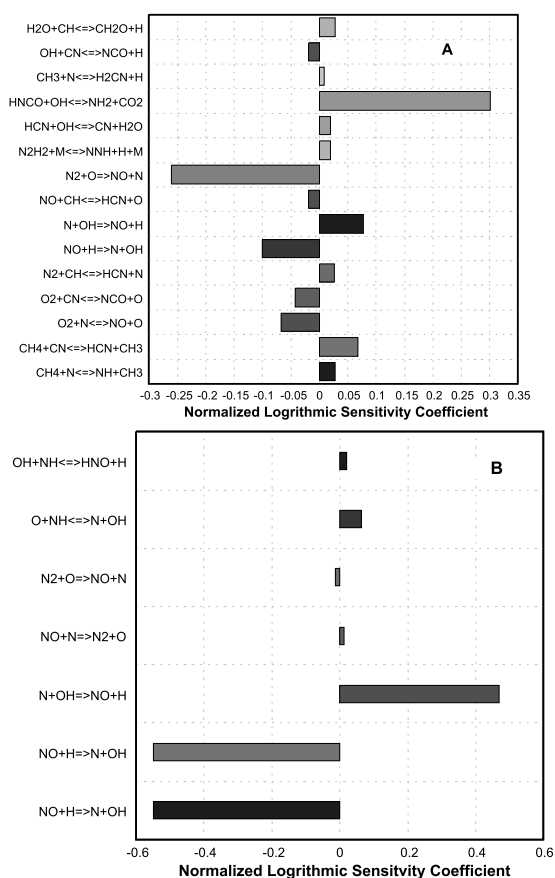 H2O+CH<=>CH2O+H
A
OH+CN<=>NCO+H
CH3+N<=>H2CN+H
HNCO+OH<=>NH2+CO2
HCN+OH<=>CN+H2O
N2H2+M<=>NNH+H+M
N2+O=>NO+N
NO+CH<=>HCN+O
N+OH=>NO+H
NO+H=>N+OH
N2+CH<=>HCN+N
O2+CN<=>NCO+O
O2+N<=>NO+O
CH4+CN<=>HCN+CH3
CH4+N<=>NH+CH3
-0.3 -0.25 -0.2 -0.15 -0.1 -0.05 0 0.05 0.1 0.15 0.2 0.25 0.3 0.35
Normalized Logrithmic Sensitivity Coefficient
OH+NH<=>HNO+H
B
O+NH<=>N+OH
N2+O=>NO+N
NO+N=>N2+O
N+OH=>NO+H
NO+H=>N+OH
NO+H=>N+OH
-0.6 -0.4 -0.2 0 0.2 0.4 0.6
Normalized Logrithmic Sensitvity Coefficient